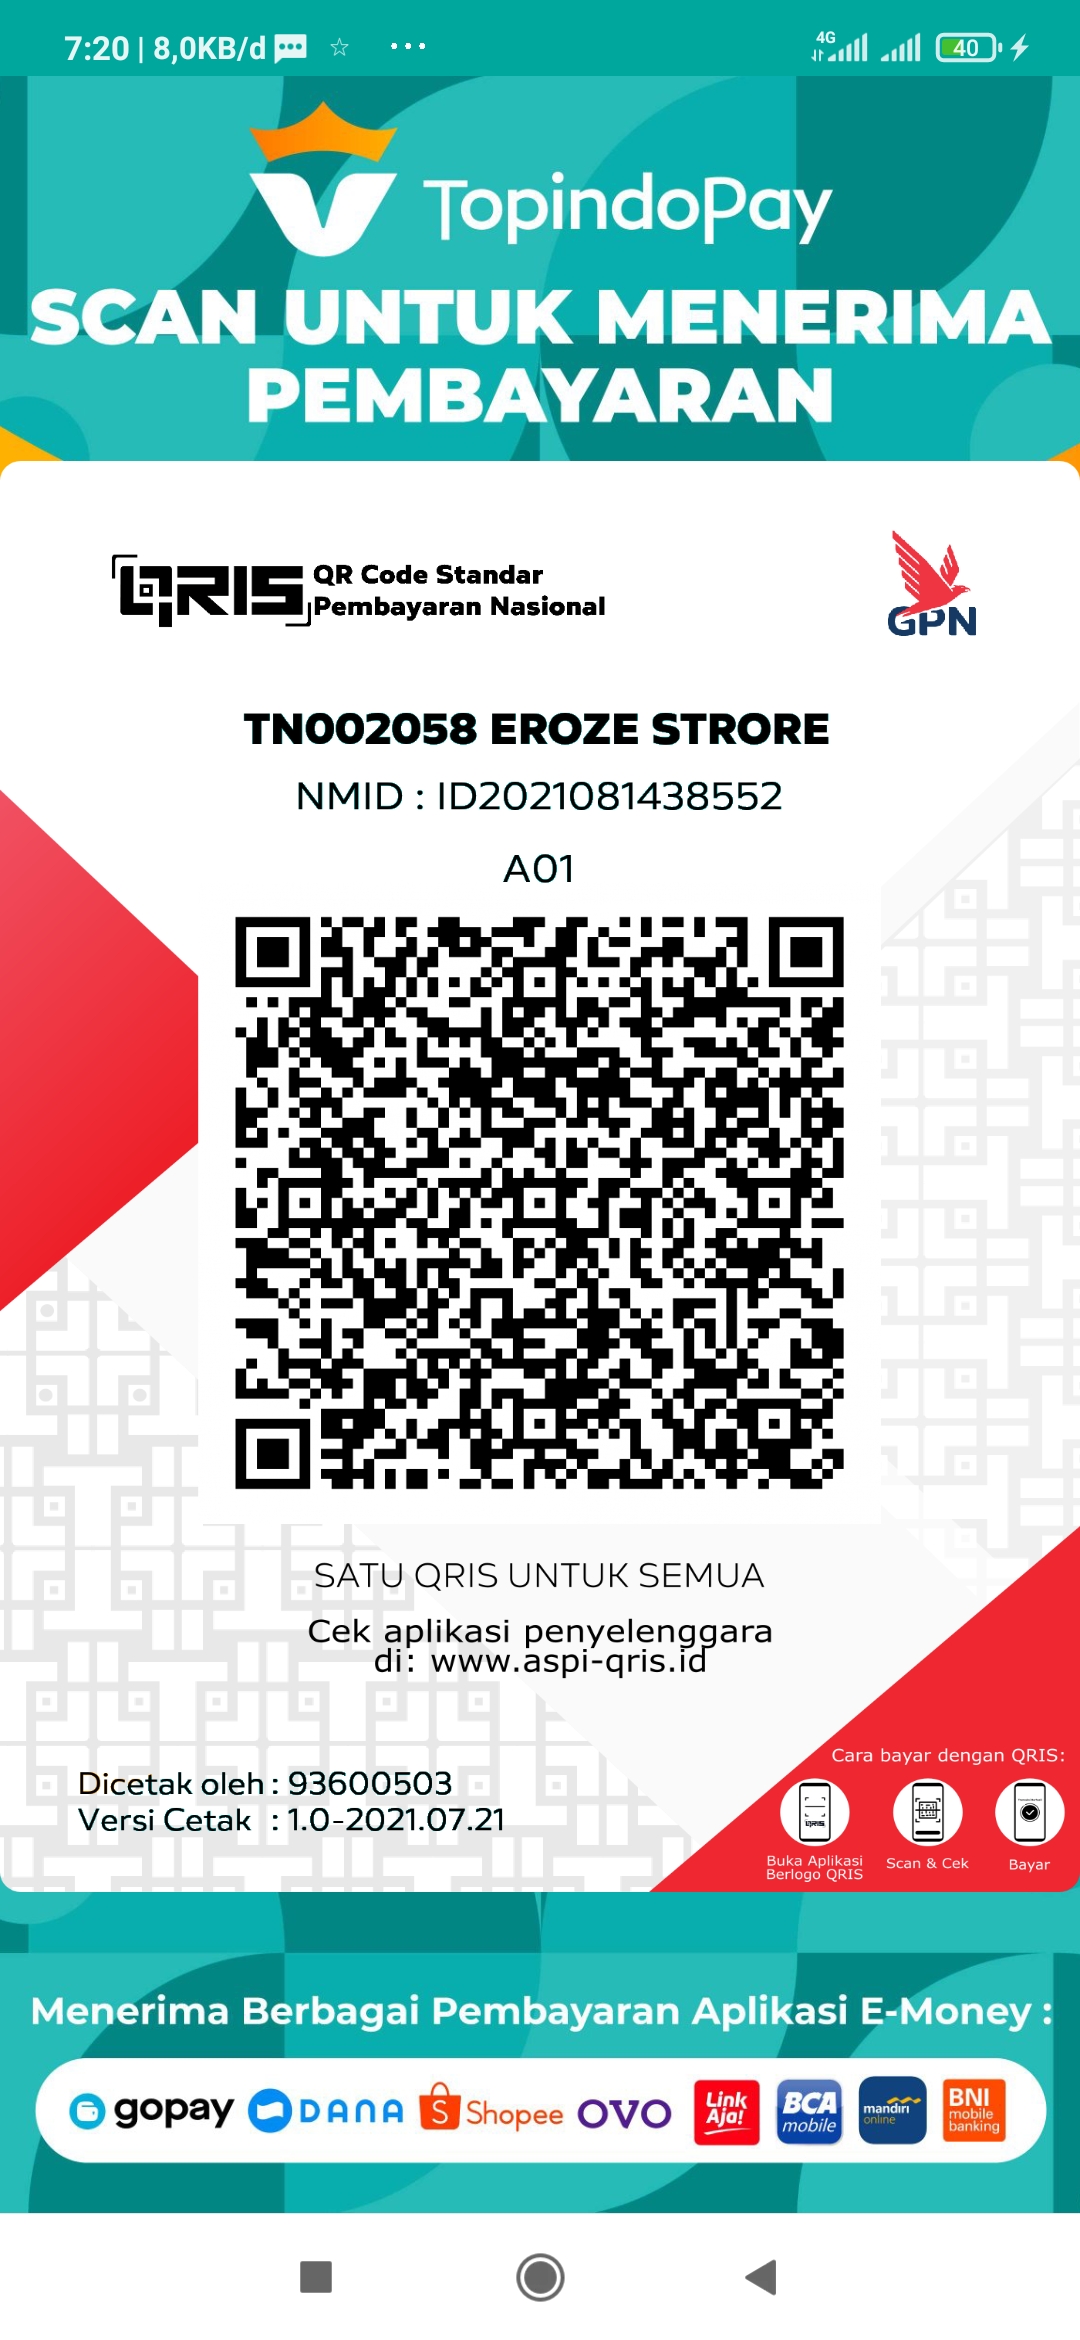 7:20 | 8,0KB/d
4G
40
TopindoPay
SCAN UNTUK MENERIMA
PEMBAYARAN
QRIS
QR Code Standar
Pembayaran Nasional
GPN
TN002058 EROZE STRORE
NMID : ID2021081438552
A01
SATU QRIS UNTUK SEMUA
Cek aplikasi penyelenggara
di: www.aspi-qris.id
Dicetak oleh : 93600503
Versi Cetak : 1.0-2021.07.21
Cara bayar dengan QRIS:
QRIS
Buka Aplikasi
Berlogo QRIS
Scan & Cek
Bayar
Menerima Berbagai Pembayaran Aplikasi E-Money :
gopay
DANA
S Shopee
OVO
Link
Aja!
BCA
mobile
mandiri
online
BNI
mobile
banking